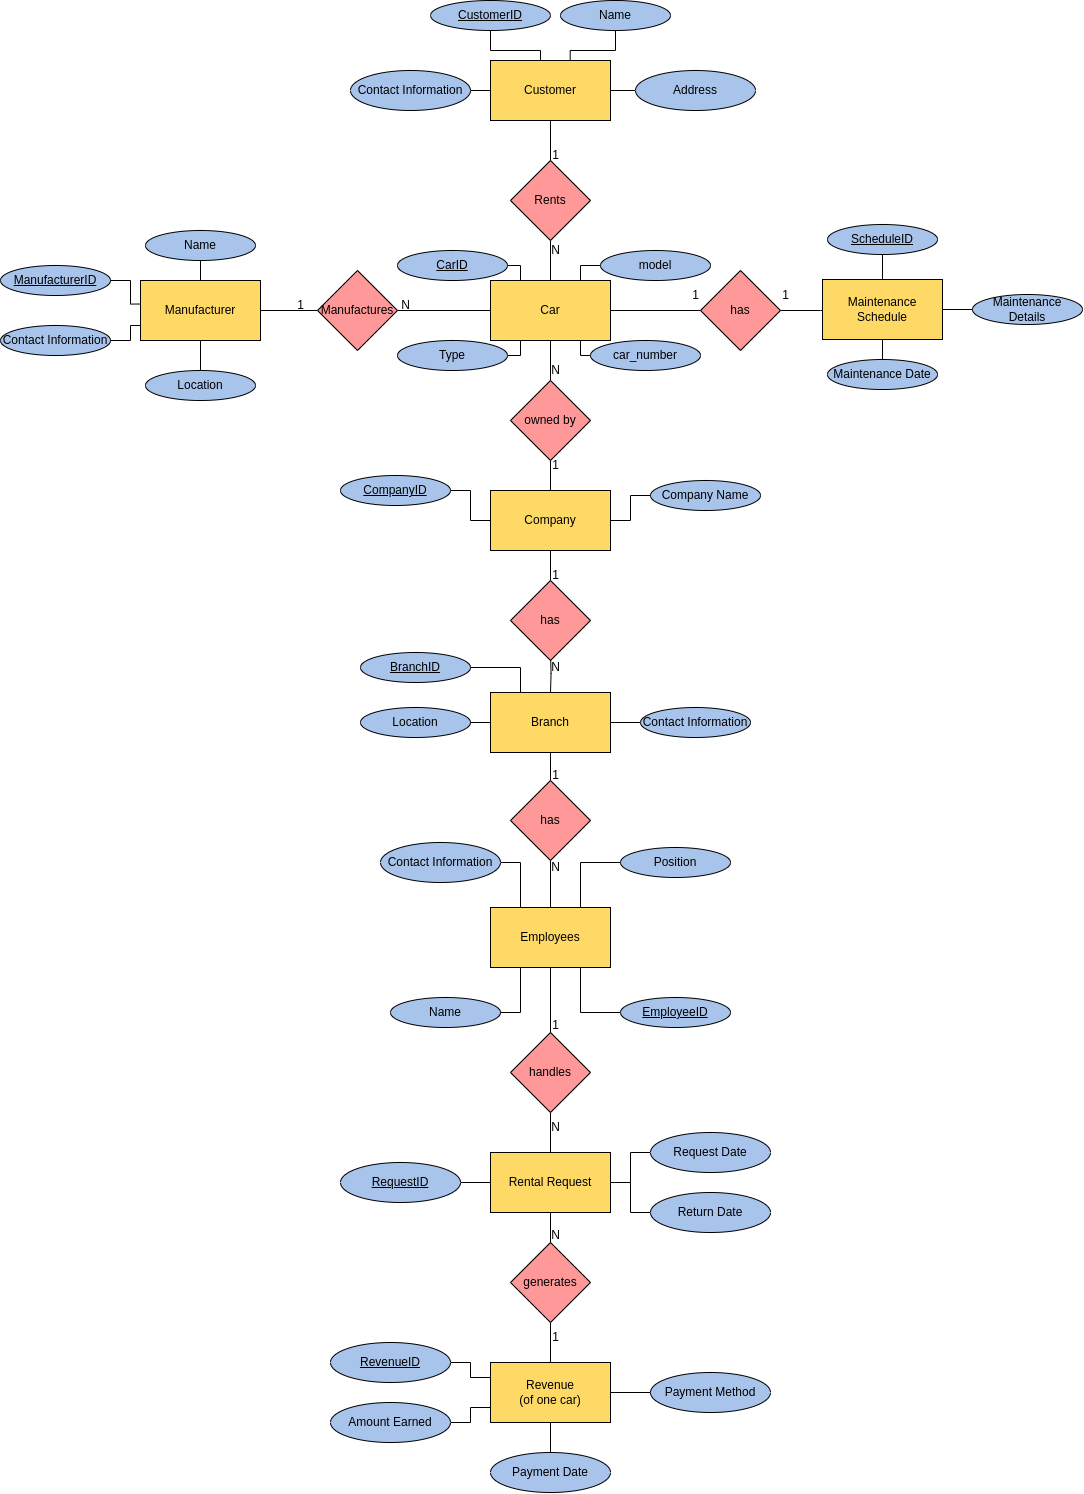 CustomerID
Name
Contact Information
Customer
Address
1
Rents
N
Name
ManufacturerID
Manufacturer
Contact Information
Location
1
Manufactures
N
CarID
model
Car
Type
car_number
1
has
1
ScheduleID
Maintenance
Schedule
Maintenance
Details
Maintenance Date
N
owned by
1
CompanyID
Company
Company Name
1
has
N
BranchID
Location
Branch
Contact Information
1
has
N
Contact Information
Position
Employees
Name
EmployeeID
1
handles
N
RequestID
Rental Request
Request Date
Return Date
N
generates
1
RevenueID
Revenue
(of one car)
Amount Earned
Payment Method
Payment Date